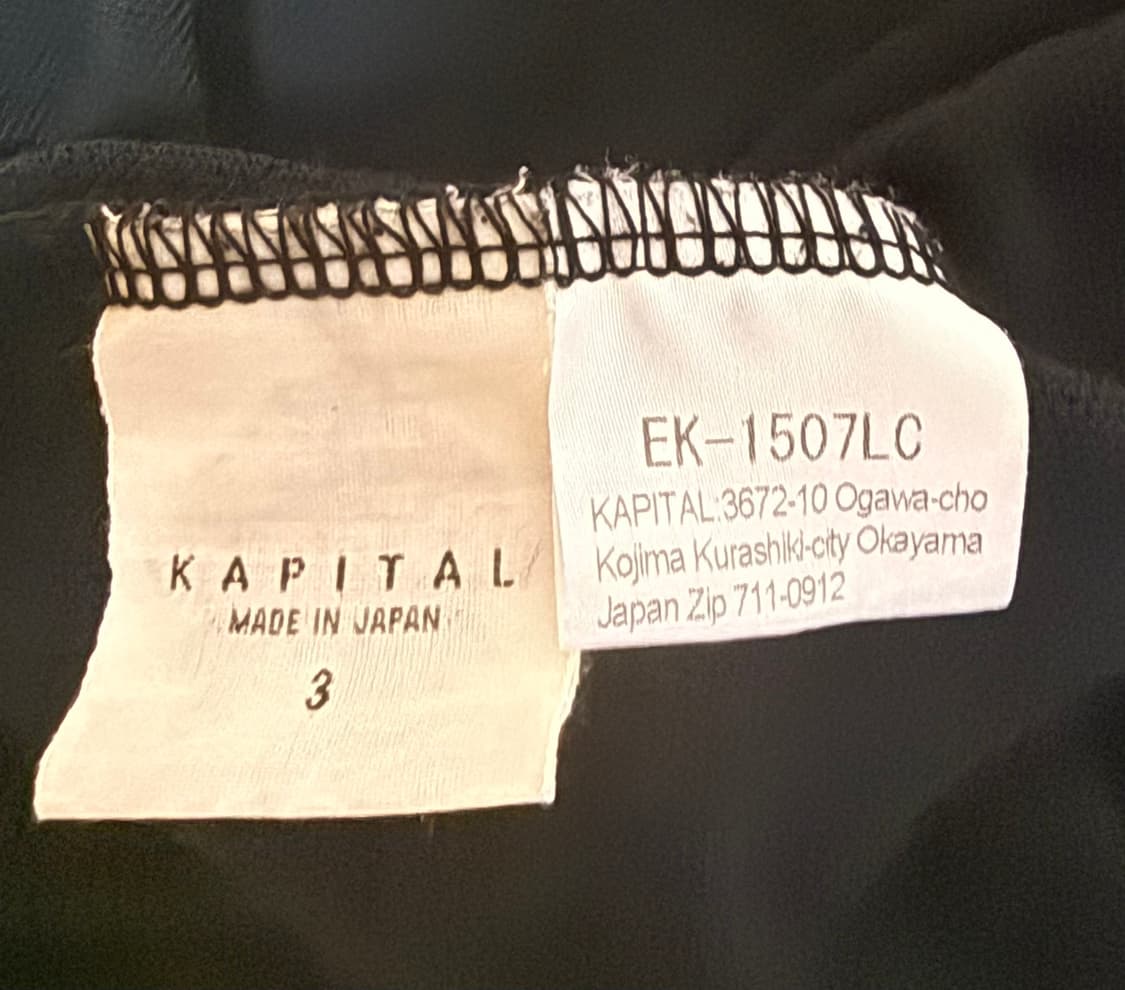 K A P I T A L
MADE IN JAPAN
3
EK-1507LC
KAPITAL:3672-10 Ogawa-cho
Kojima Kurashiki-city Okayama
Japan Zip 711-0912